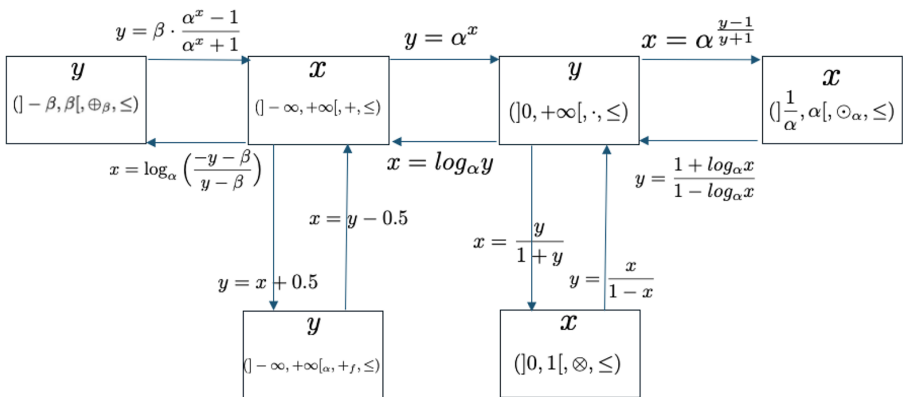 y = β · (α^x − 1)/(α^x + 1)
y = α^x
x = α^((y−1)/(y+1))
y
(] − β, β[, ⊕_β, ≤)
x
(] − ∞, +∞[, +, ≤)
y
(]0, +∞[, ·, ≤)
x
(]1/α, α[, ⊙_α, ≤)
x = log_α((−y − β)/(y − β))
x = log_α y
y = (1 + log_α x)/(1 − log_α x)
x = y − 0.5
x = y/(1 + y)
y = x + 0.5
y = x/(1 − x)
y
(] − ∞, +∞[_α, +_f, ≤)
x
(]0, 1[, ⊗, ≤)